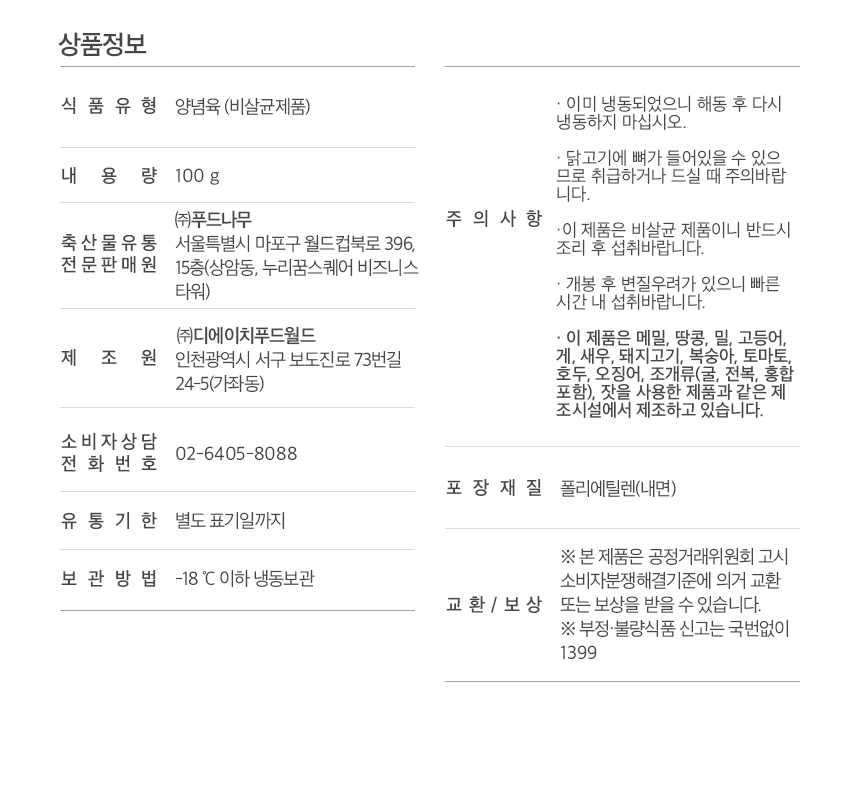 상품정보
식품유형 양념육 (비살균제품)
내용량 100 g
축산물유통
전문판매원
㈜푸드나무
서울특별시 마포구 월드컵북로 396,
15층(상암동, 누리꿈스퀘어 비즈니스
타워)
제조원
㈜디에이치푸드월드
인천광역시 서구 보도진로 73번길
24-5(가좌동)
소비자상담
전화번호
02-6405-8088
유통기한 별도 표기일까지
보관방법 -18 ℃ 이하 냉동보관
주의사항
· 이미 냉동되었으니 해동 후 다시
냉동하지 마십시오.
· 닭고기에 뼈가 들어있을 수 있으
므로 취급하거나 드실 때 주의바랍
니다.
·이 제품은 비살균 제품이니 반드시
조리 후 섭취바랍니다.
· 개봉 후 변질우려가 있으니 빠른
시간 내 섭취바랍니다.
· 이 제품은 메밀, 땅콩, 밀, 고등어,
게, 새우, 돼지고기, 복숭아, 토마토,
호두, 오징어, 조개류(굴, 전복, 홍합
포함), 잣을 사용한 제품과 같은 제
조시설에서 제조하고 있습니다.
포장재질 폴리에틸렌(내면)
교환/보상
※ 본 제품은 공정거래위원회 고시
소비자분쟁해결기준에 의거 교환
또는 보상을 받을 수 있습니다.
※ 부정·불량식품 신고는 국번없이
1399